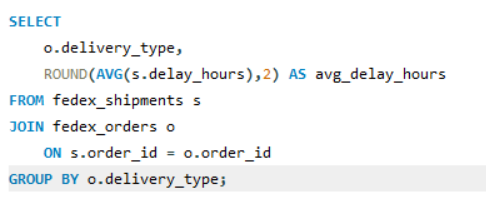 SELECT
    o.delivery_type,
    ROUND(AVG(s.delay_hours),2) AS avg_delay_hours
FROM fedex_shipments s
JOIN fedex_orders o
    ON s.order_id = o.order_id
GROUP BY o.delivery_type;